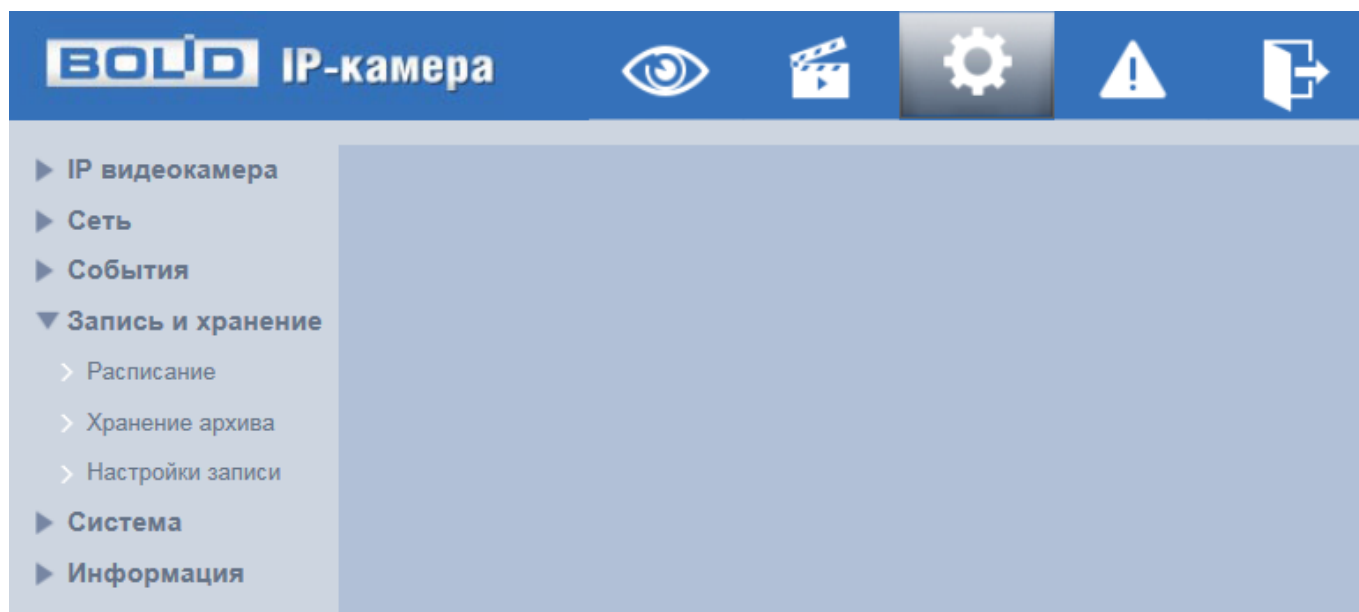 BOLID IP-камера
IP видеокамера
Сеть
События
Запись и хранение
Расписание
Хранение архива
Настройки записи
Система
Информация